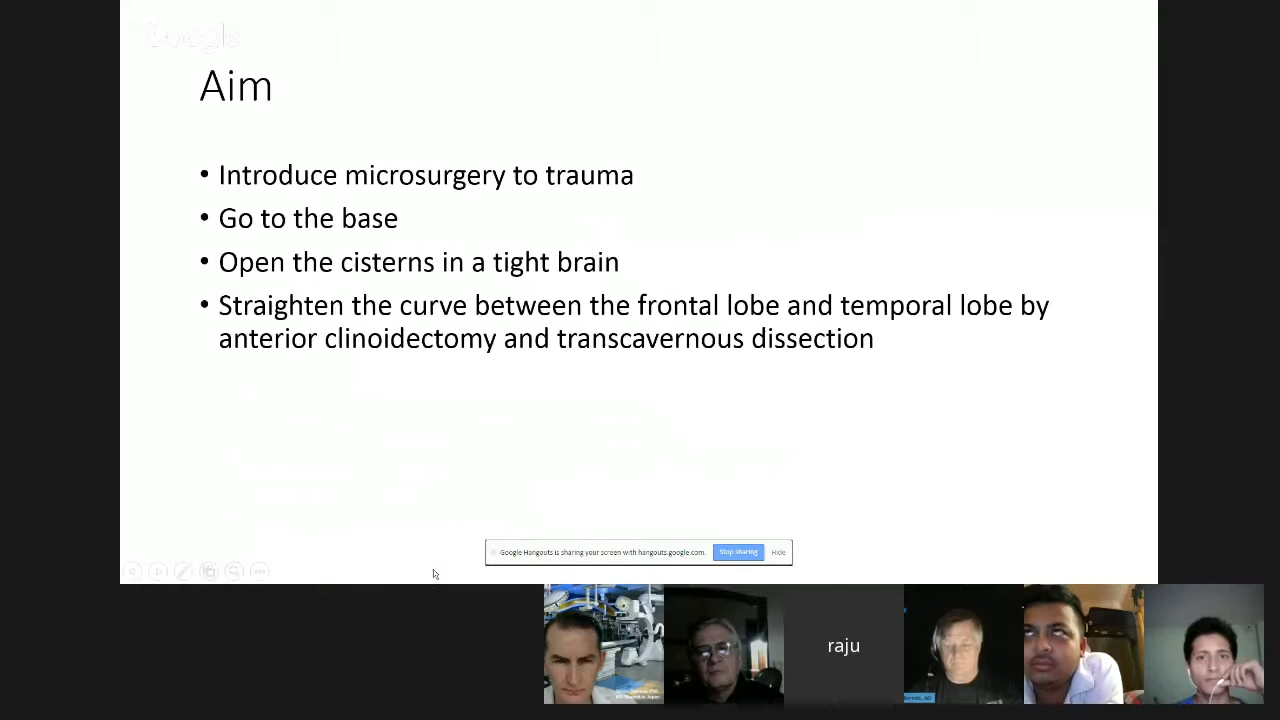 Google
Aim
• Introduce microsurgery to trauma
• Go to the base
• Open the cisterns in a tight brain
• Straighten the curve between the frontal lobe and temporal lobe by
anterior clinoidectomy and transcavernous dissection
Google Hangouts is sharing your screen with hangouts.google.com. Stop sharing Hide
raju